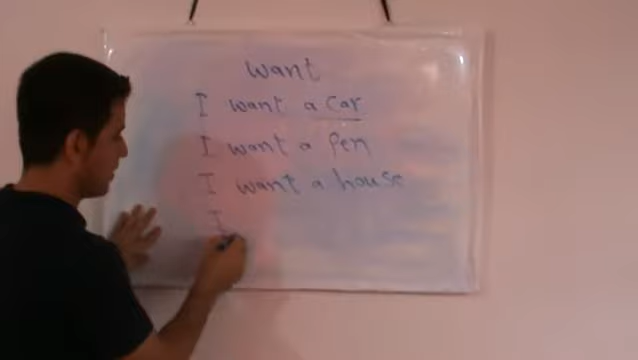 want
I want a car
I want a pen
I want a house
I